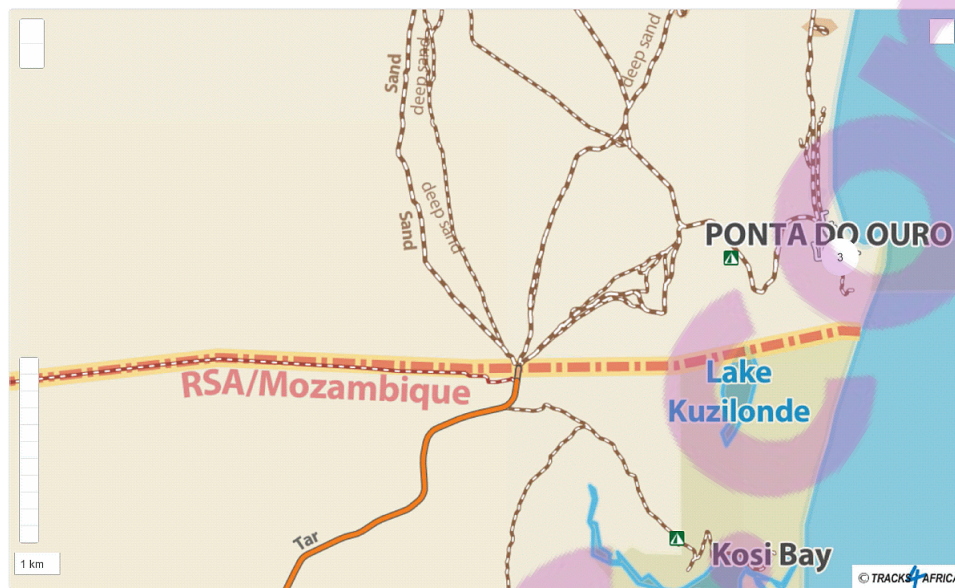 deep sand
Sand
deep sand
deep sand
Sand
PONTA DO OURO
3
RSA/Mozambique
Lake
Kuzilonde
Tar
Kosi Bay
1 km
© TRACKS4AFRICA